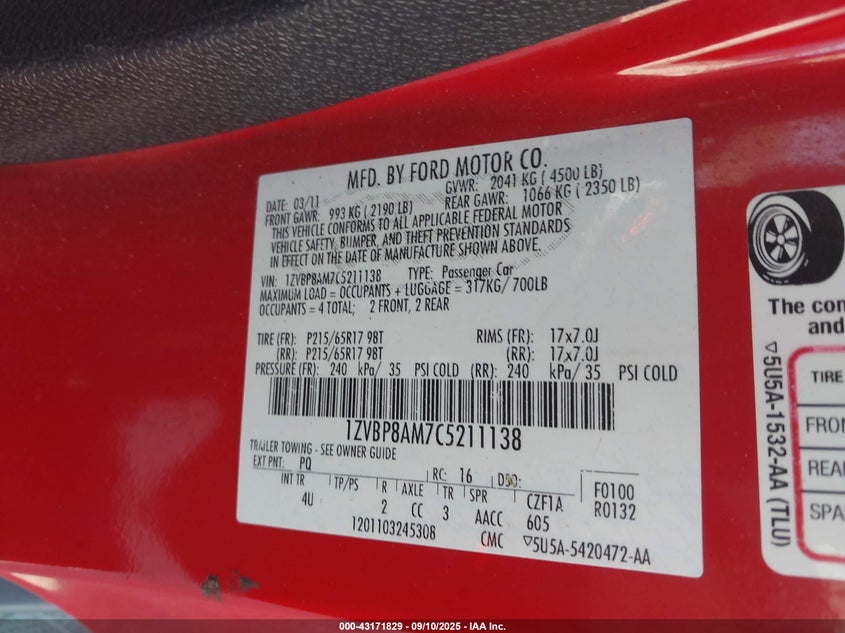 MFD. BY FORD MOTOR CO.
DATE: 03/11 GVWR: 2041 KG ( 4500 LB)
FRONT GAWR: 993 KG ( 2190 LB) REAR GAWR: 1066 KG ( 2350 LB)
THIS VEHICLE CONFORMS TO ALL APPLICABLE FEDERAL MOTOR
VEHICLE SAFETY, BUMPER, AND THEFT PREVENTION STANDARDS
IN EFFECT ON THE DATE OF MANUFACTURE SHOWN ABOVE.
VIN: 1ZVBP8AM7C5211138 TYPE: Passenger Car
MAXIMUM LOAD = OCCUPANTS + LUGGAGE = 317KG/ 700LB
OCCUPANTS = 4 TOTAL; 2 FRONT, 2 REAR
TIRE (FR): P215/65R17 98T RIMS (FR): 17x7.0J
(RR): P215/65R17 98T (RR): 17x7.0J
PRESSURE (FR): 240 kPa/ 35 PSI COLD (RR): 240 kPa/ 35 PSI COLD
1ZVBP8AM7C5211138
TRAILER TOWING - SEE OWNER GUIDE
EXT PNT: PQ RC: 16 DSO: F0100
INT TR TP/PS R AXLE TR SPR CZF1A R0132
4U 2 CC 3 AACC 605
1201103245308 CMC ▽5U5A-5420472-AA
The con
and
▽5U5A-1532-AA (TLU)
TIRE
FRON
REAR
SPA
000-43171829 - 09/10/2025 - IAA Inc.